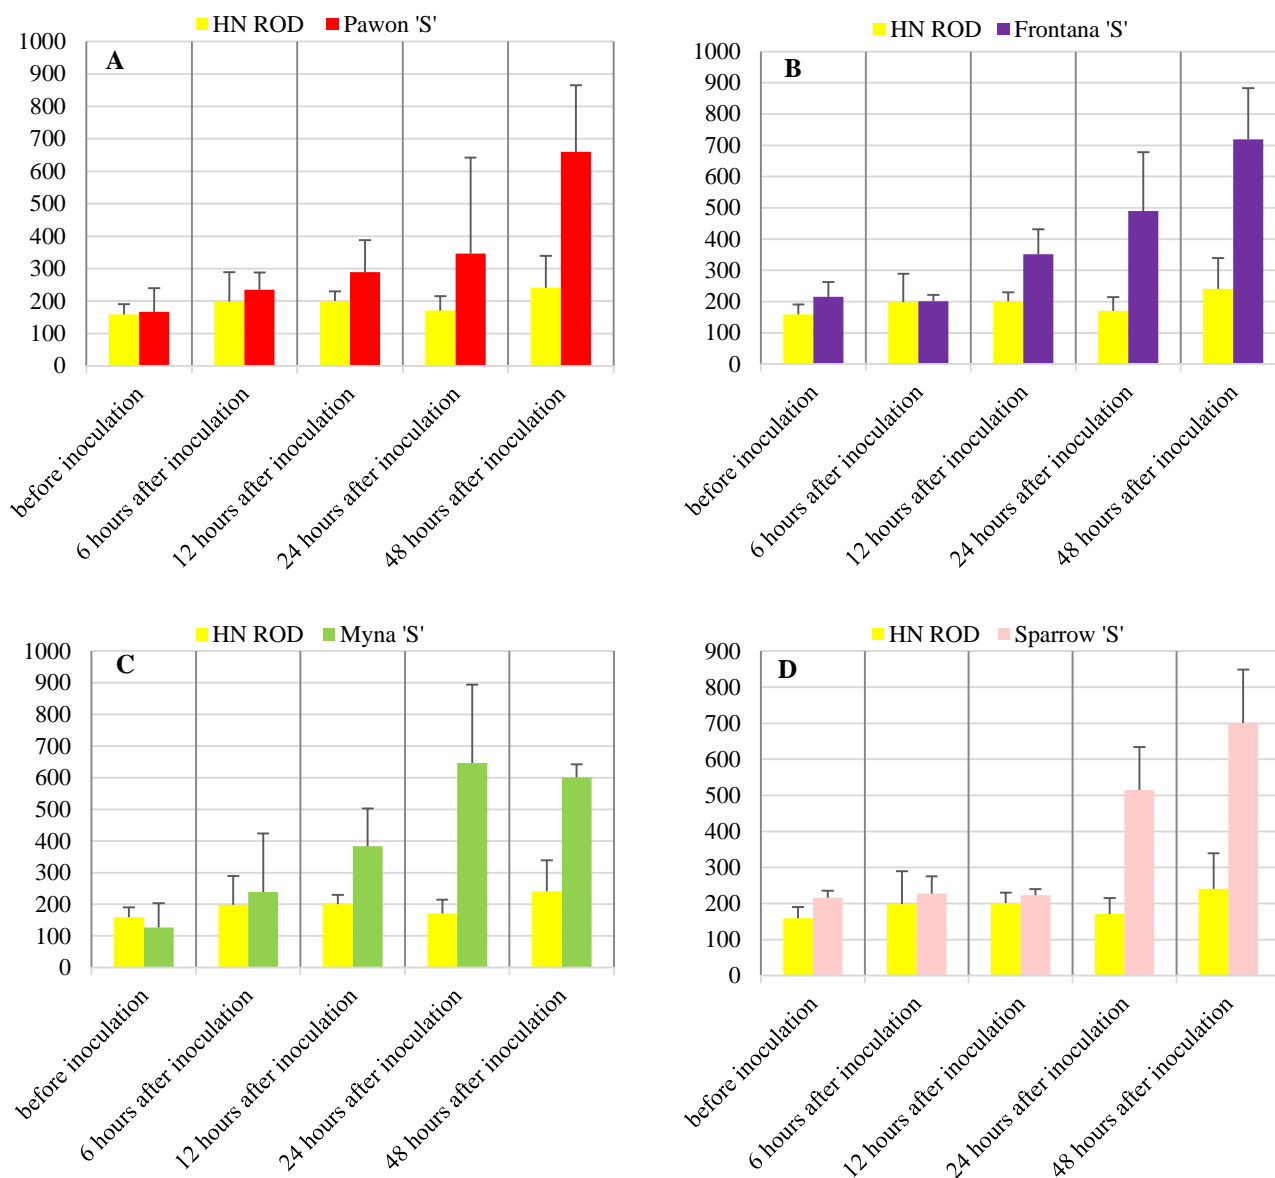 HN ROD Pawon 'S'
A
1000
900
800
700
600
500
400
300
200
100
0
before inoculation
6 hours after inoculation
12 hours after inoculation
24 hours after inoculation
48 hours after inoculation
HN ROD Frontana 'S'
B
1000
900
800
700
600
500
400
300
200
100
0
before inoculation
6 hours after inoculation
12 hours after inoculation
24 hours after inoculation
48 hours after inoculation
HN ROD Myna 'S'
C
1000
900
800
700
600
500
400
300
200
100
0
before inoculation
6 hours after inoculation
12 hours after inoculation
24 hours after inoculation
48 hours after inoculation
HN ROD Sparrow 'S'
D
900
800
700
600
500
400
300
200
100
0
before inoculation
6 hours after inoculation
12 hours after inoculation
24 hours after inoculation
48 hours after inoculation